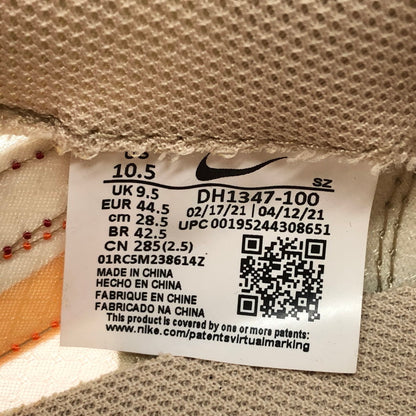 US
10.5
SZ
UK 9.5 DH1347-100
EUR 44.5 02/17/21 | 04/12/21
cm 28.5 UPC 00195244308651
BR 42.5
CN 285(2.5)
01RC5M238614Z
MADE IN CHINA
HECHO EN CHINA
FABRIQUE EN CHINE
FABRICADO NA CHINA
This product is covered by one or more patents:
www.nike.com/patentsvirtualmarking